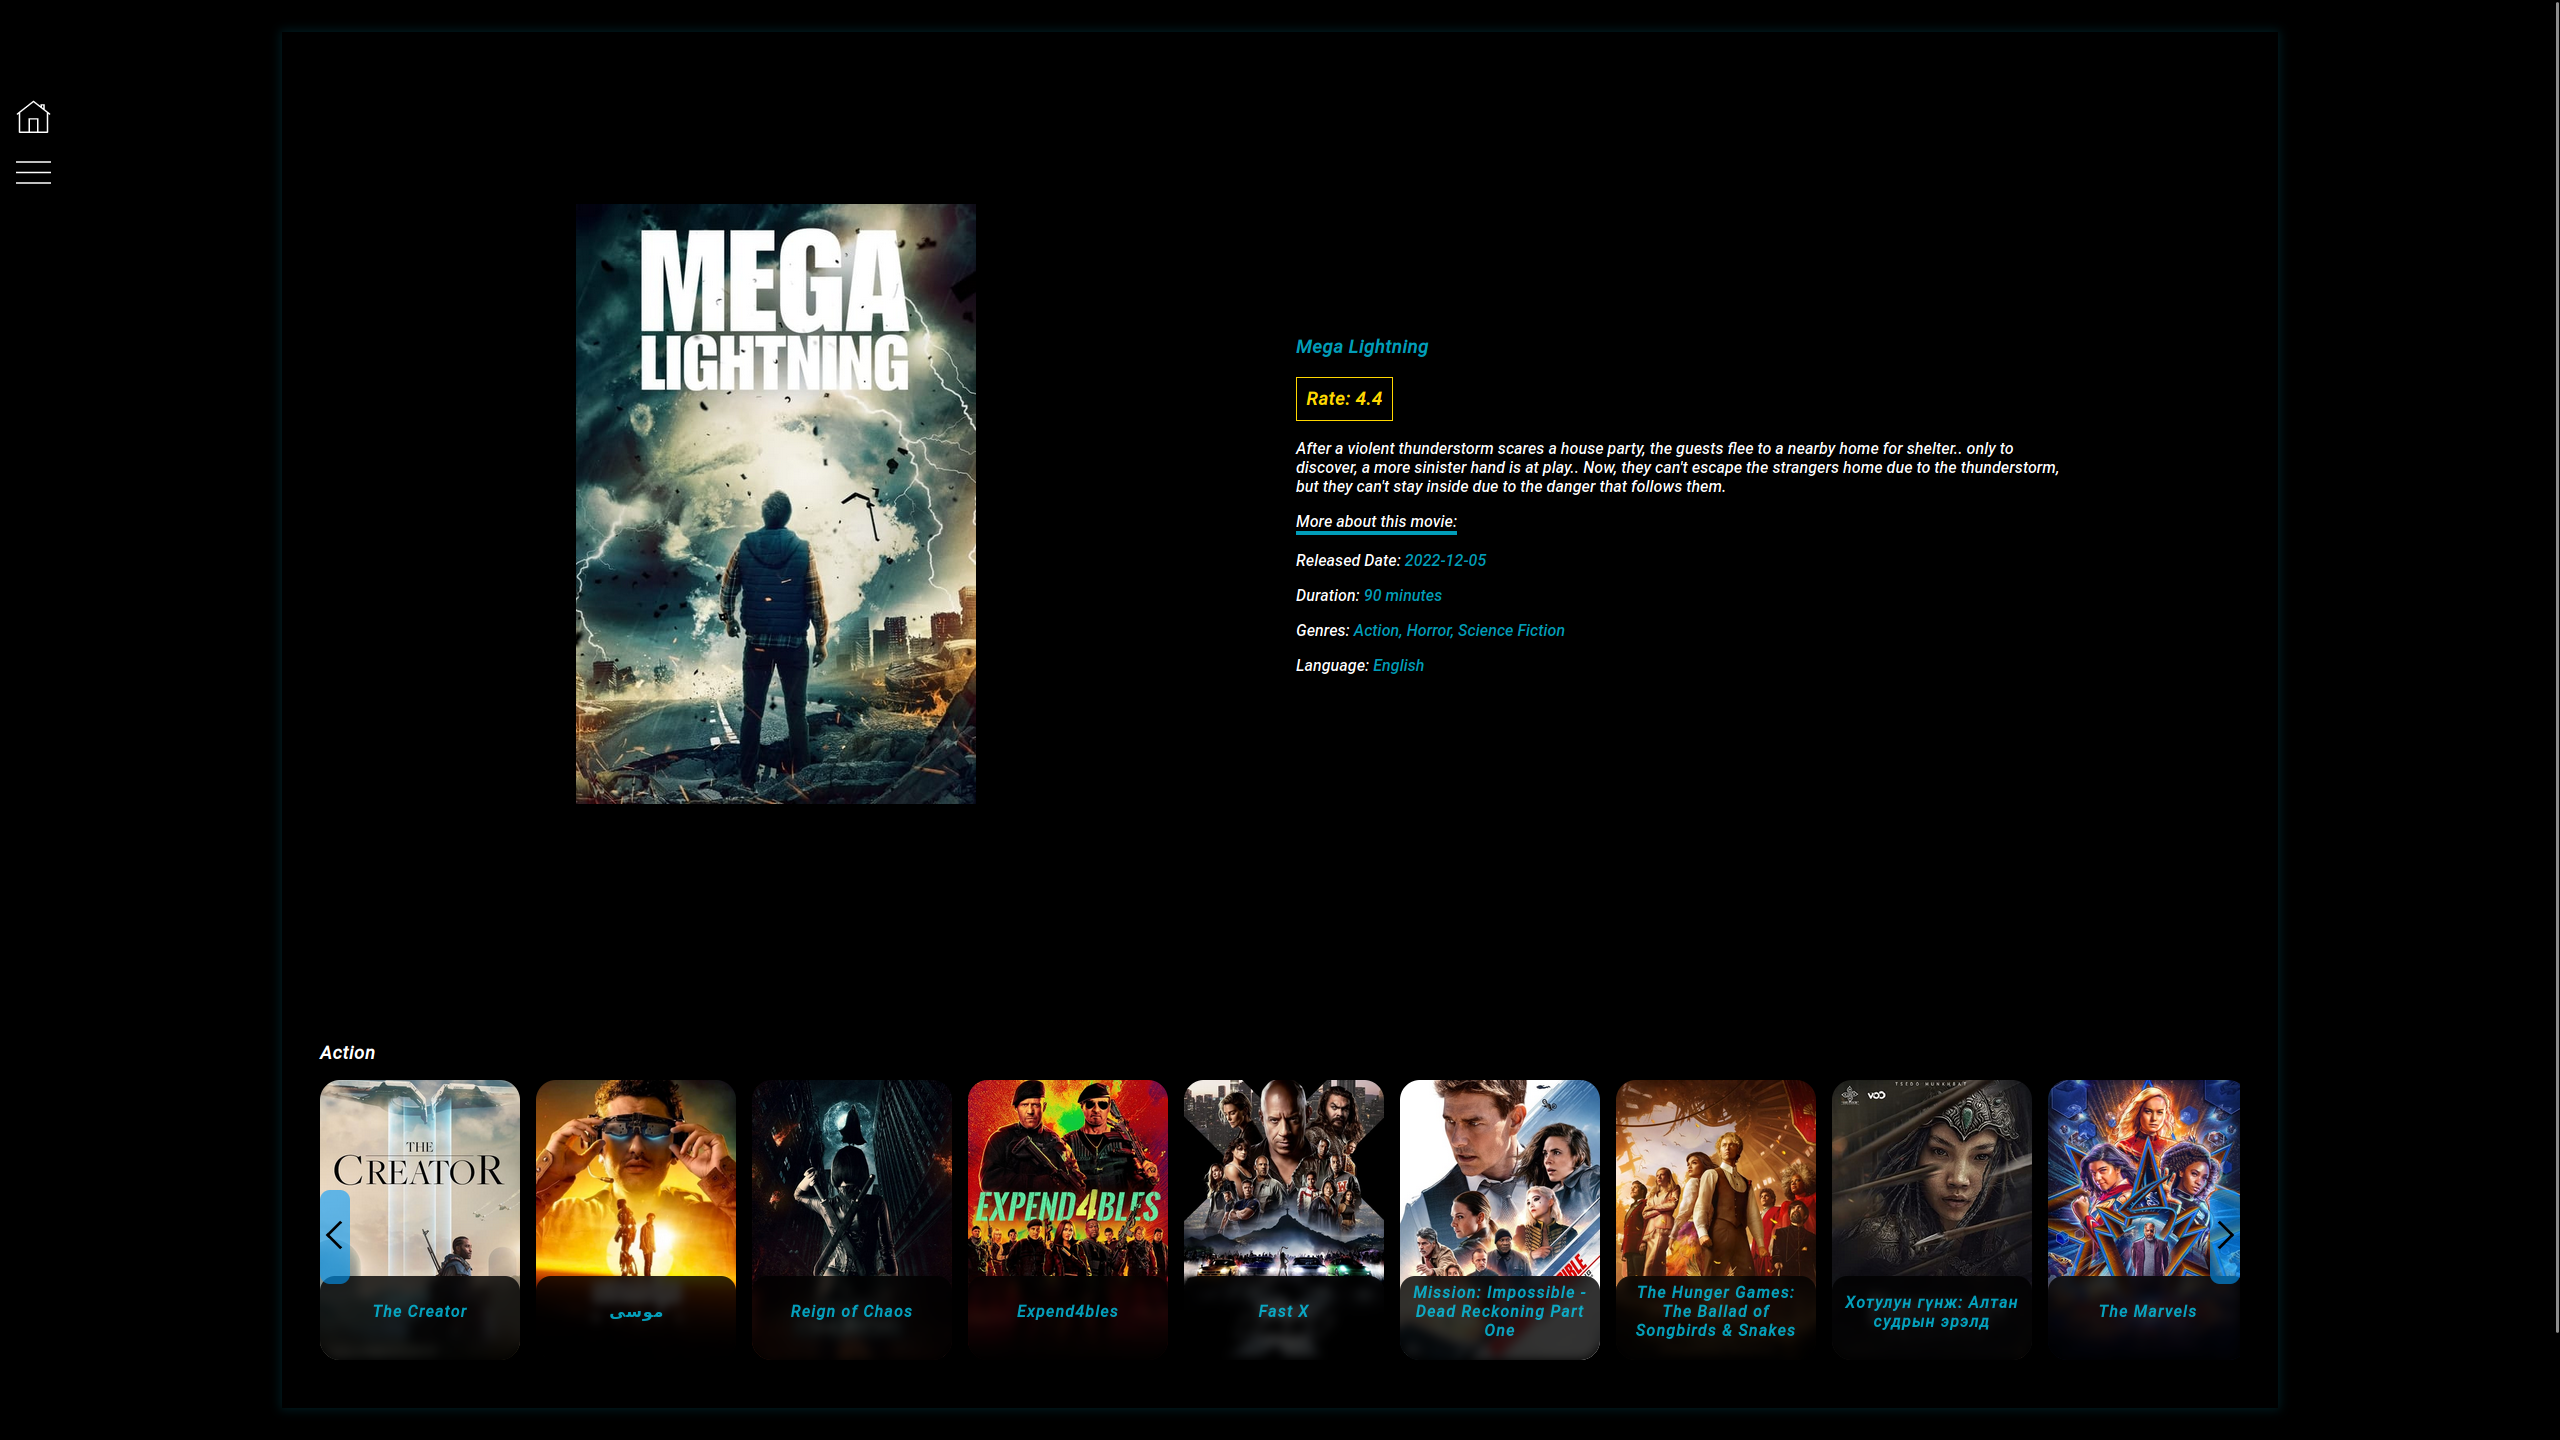 MEGA
LIGHTNING
Mega Lightning
Rate: 4.4
After a violent thunderstorm scares a house party, the guests flee to a nearby home for shelter.. only to
discover, a more sinister hand is at play.. Now, they can't escape the strangers home due to the thunderstorm,
but they can't stay inside due to the danger that follows them.
More about this movie:
Released Date: 2022-12-05
Duration: 90 minutes
Genres: Action, Horror, Science Fiction
Language: English
Action
THE
CREATOR
The Creator
موسى
Reign of Chaos
EXPEND4BLES
Expend4bles
Fast X
Mission: Impossible -
Dead Reckoning Part
One
The Hunger Games:
The Ballad of
Songbirds & Snakes
VOO
TSEDO MUNKHBAT
Хотулун гүнж: Алтан
судрын эрэлд
The Marvels